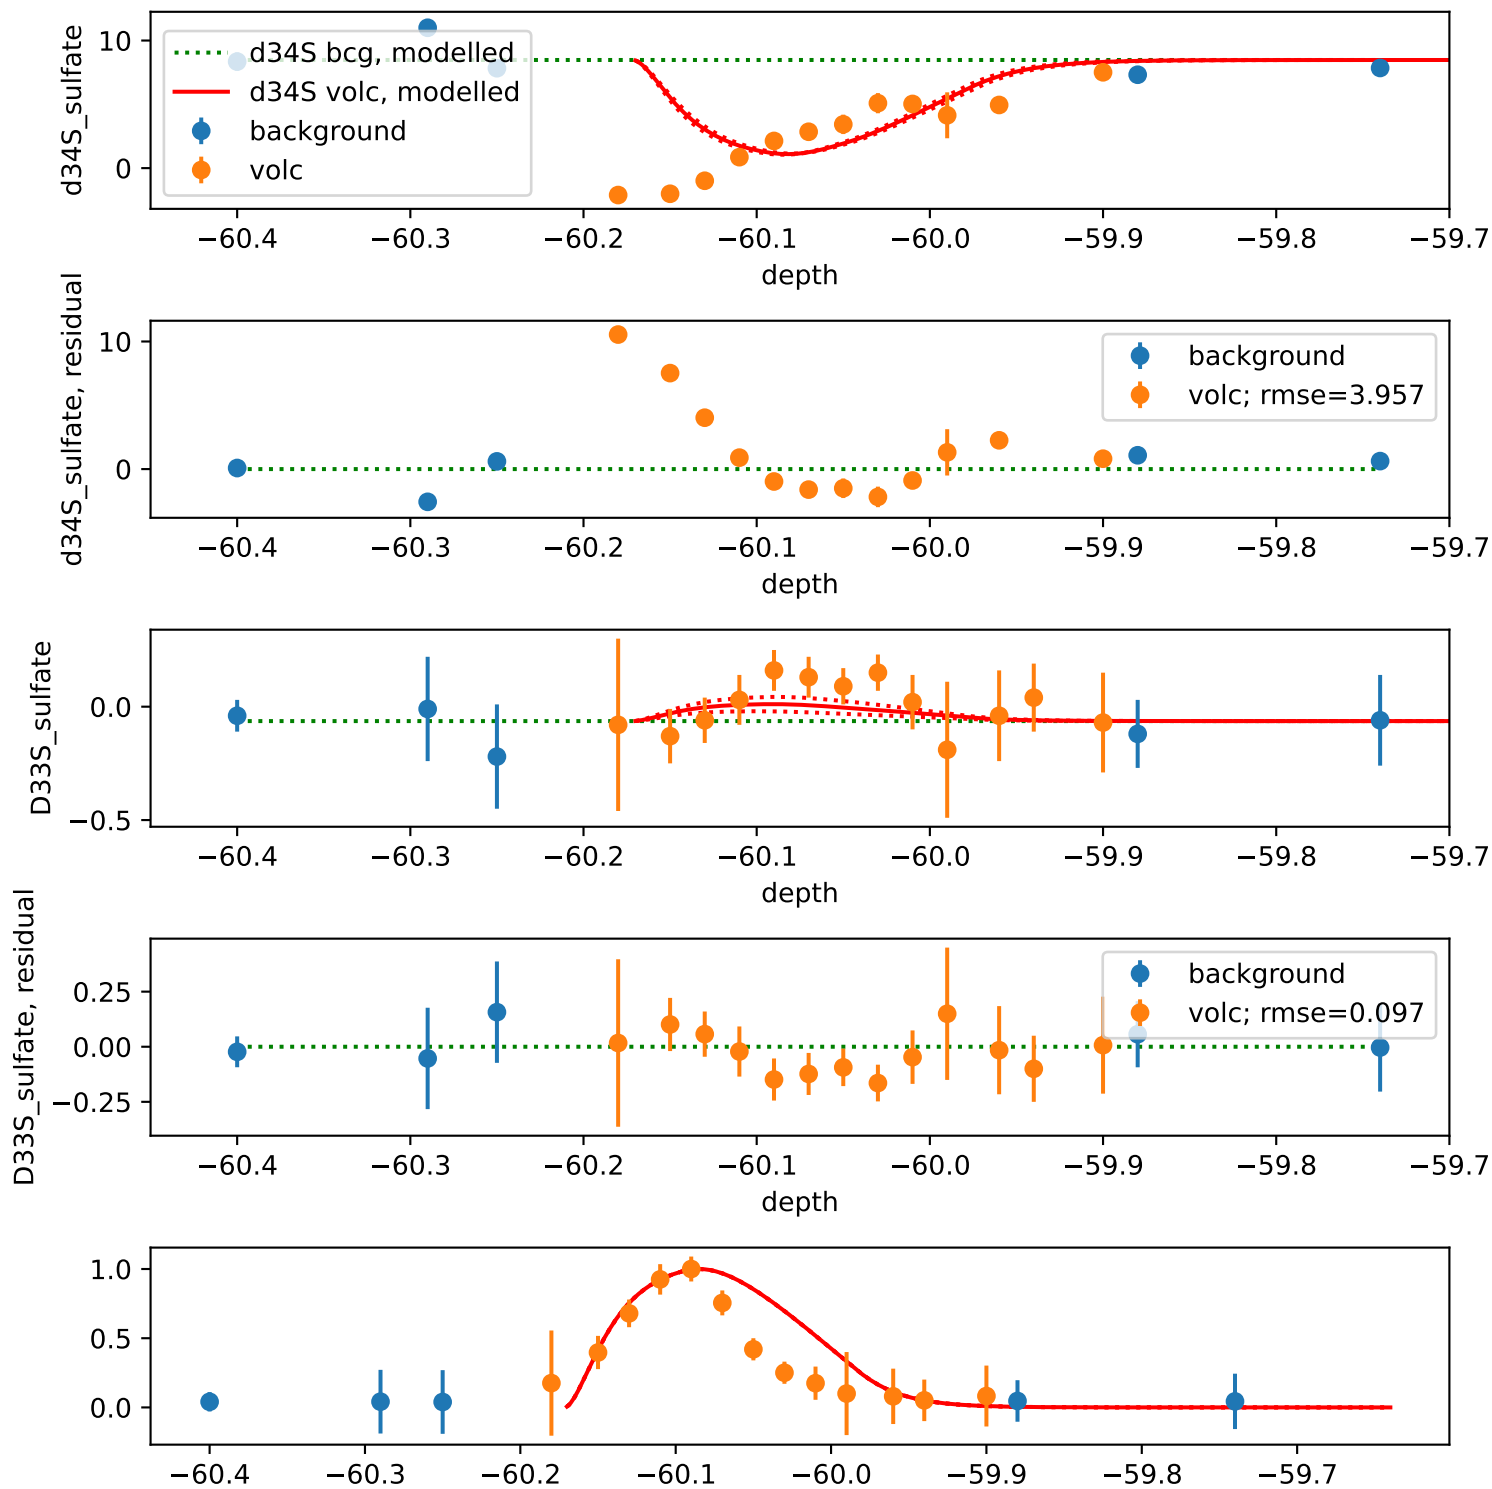 d34S_sulfate
10
0
d34S bcg, modelled
d34S volc, modelled
background
volc
−60.4 −60.3 −60.2 −60.1 −60.0 −59.9 −59.8 −59.7
depth
d34S_sulfate, residual
10
0
background
volc; rmse=3.957
−60.4 −60.3 −60.2 −60.1 −60.0 −59.9 −59.8 −59.7
depth
D33S_sulfate
0.0
−0.5
−60.4 −60.3 −60.2 −60.1 −60.0 −59.9 −59.8 −59.7
depth
D33S_sulfate, residual
0.25
0.00
−0.25
background
volc; rmse=0.097
−60.4 −60.3 −60.2 −60.1 −60.0 −59.9 −59.8 −59.7
depth
1.0
0.5
0.0
−60.4 −60.3 −60.2 −60.1 −60.0 −59.9 −59.8 −59.7